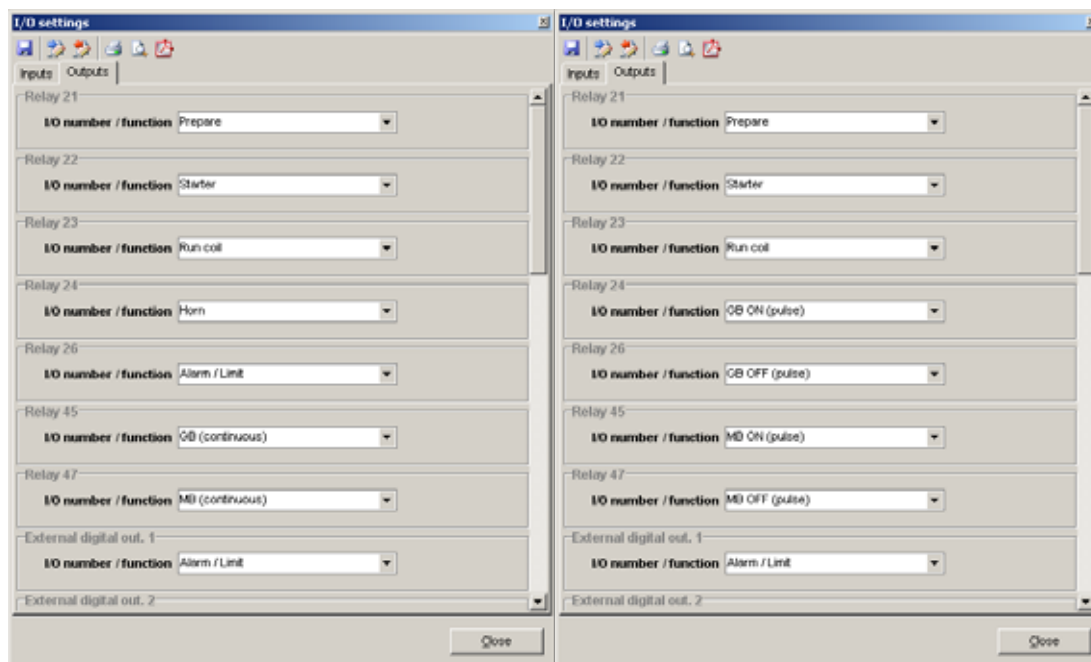 I/O settings
Inputs Outputs
Relay 21
I/O number / function Prepare
Relay 22
I/O number / function Starter
Relay 23
I/O number / function Run coil
Relay 24
I/O number / function Horn
Relay 26
I/O number / function Alarm / Limit
Relay 45
I/O number / function GB (continuous)
Relay 47
I/O number / function MB (continuous)
External digital out. 1
I/O number / function Alarm / Limit
External digital out. 2
Close
I/O settings
Inputs Outputs
Relay 21
I/O number / function Prepare
Relay 22
I/O number / function Starter
Relay 23
I/O number / function Run coil
Relay 24
I/O number / function GB ON (pulse)
Relay 26
I/O number / function GB OFF (pulse)
Relay 45
I/O number / function MB ON (pulse)
Relay 47
I/O number / function MB OFF (pulse)
External digital out. 1
I/O number / function Alarm / Limit
External digital out. 2
Close